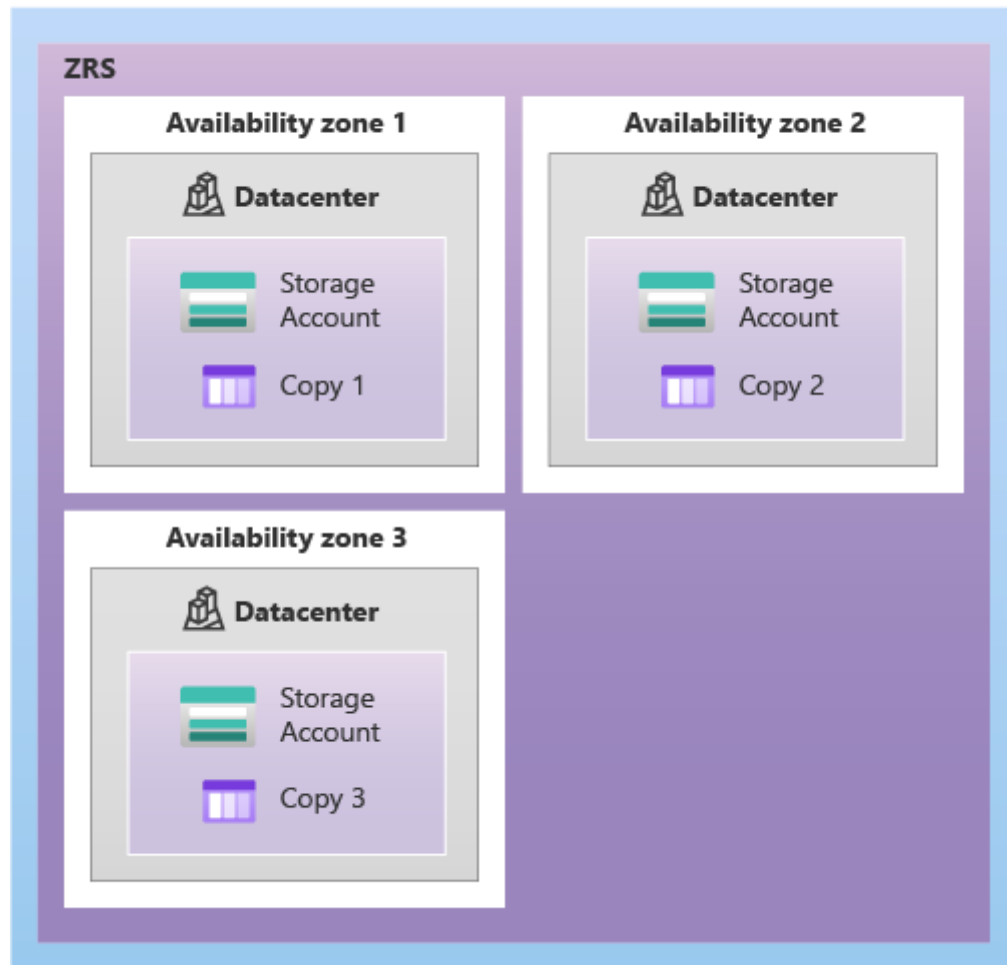 ZRS
Availability zone 1
Datacenter
Storage
Account
Copy 1
Availability zone 2
Datacenter
Storage
Account
Copy 2
Availability zone 3
Datacenter
Storage
Account
Copy 3